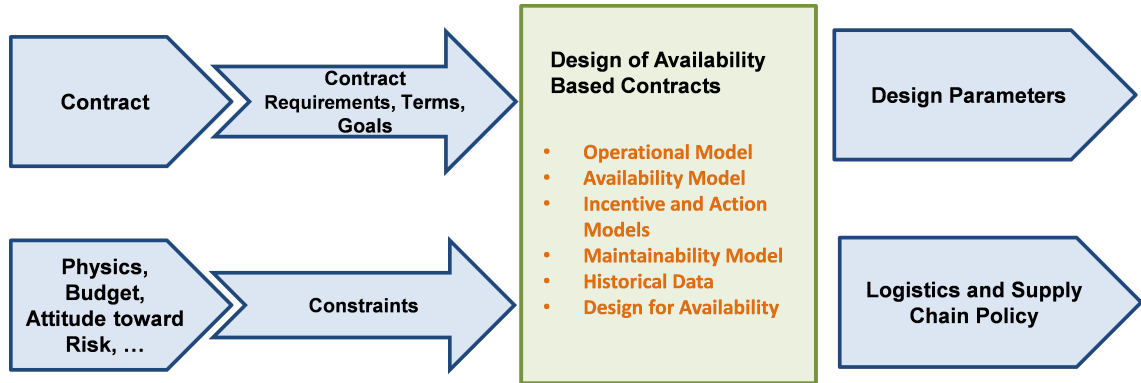 Contract
Contract
Requirements, Terms,
Goals
Design of Availability
Based Contracts
• Operational Model
• Availability Model
• Incentive and Action
Models
• Maintainability Model
• Historical Data
• Design for Availability
Design Parameters
Physics,
Budget,
Attitude toward
Risk, …
Constraints
Logistics and Supply
Chain Policy